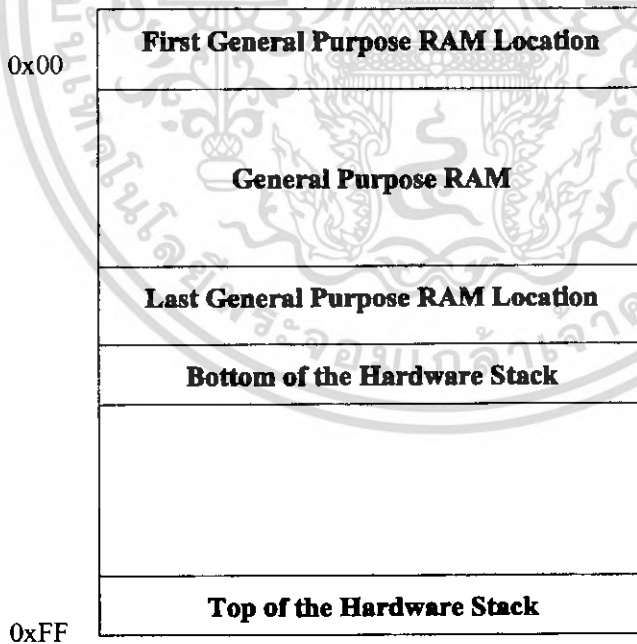 First General Purpose RAM Location
0x00
General Purpose RAM
Last General Purpose RAM Location
Bottom of the Hardware Stack
Top of the Hardware Stack
0xFF